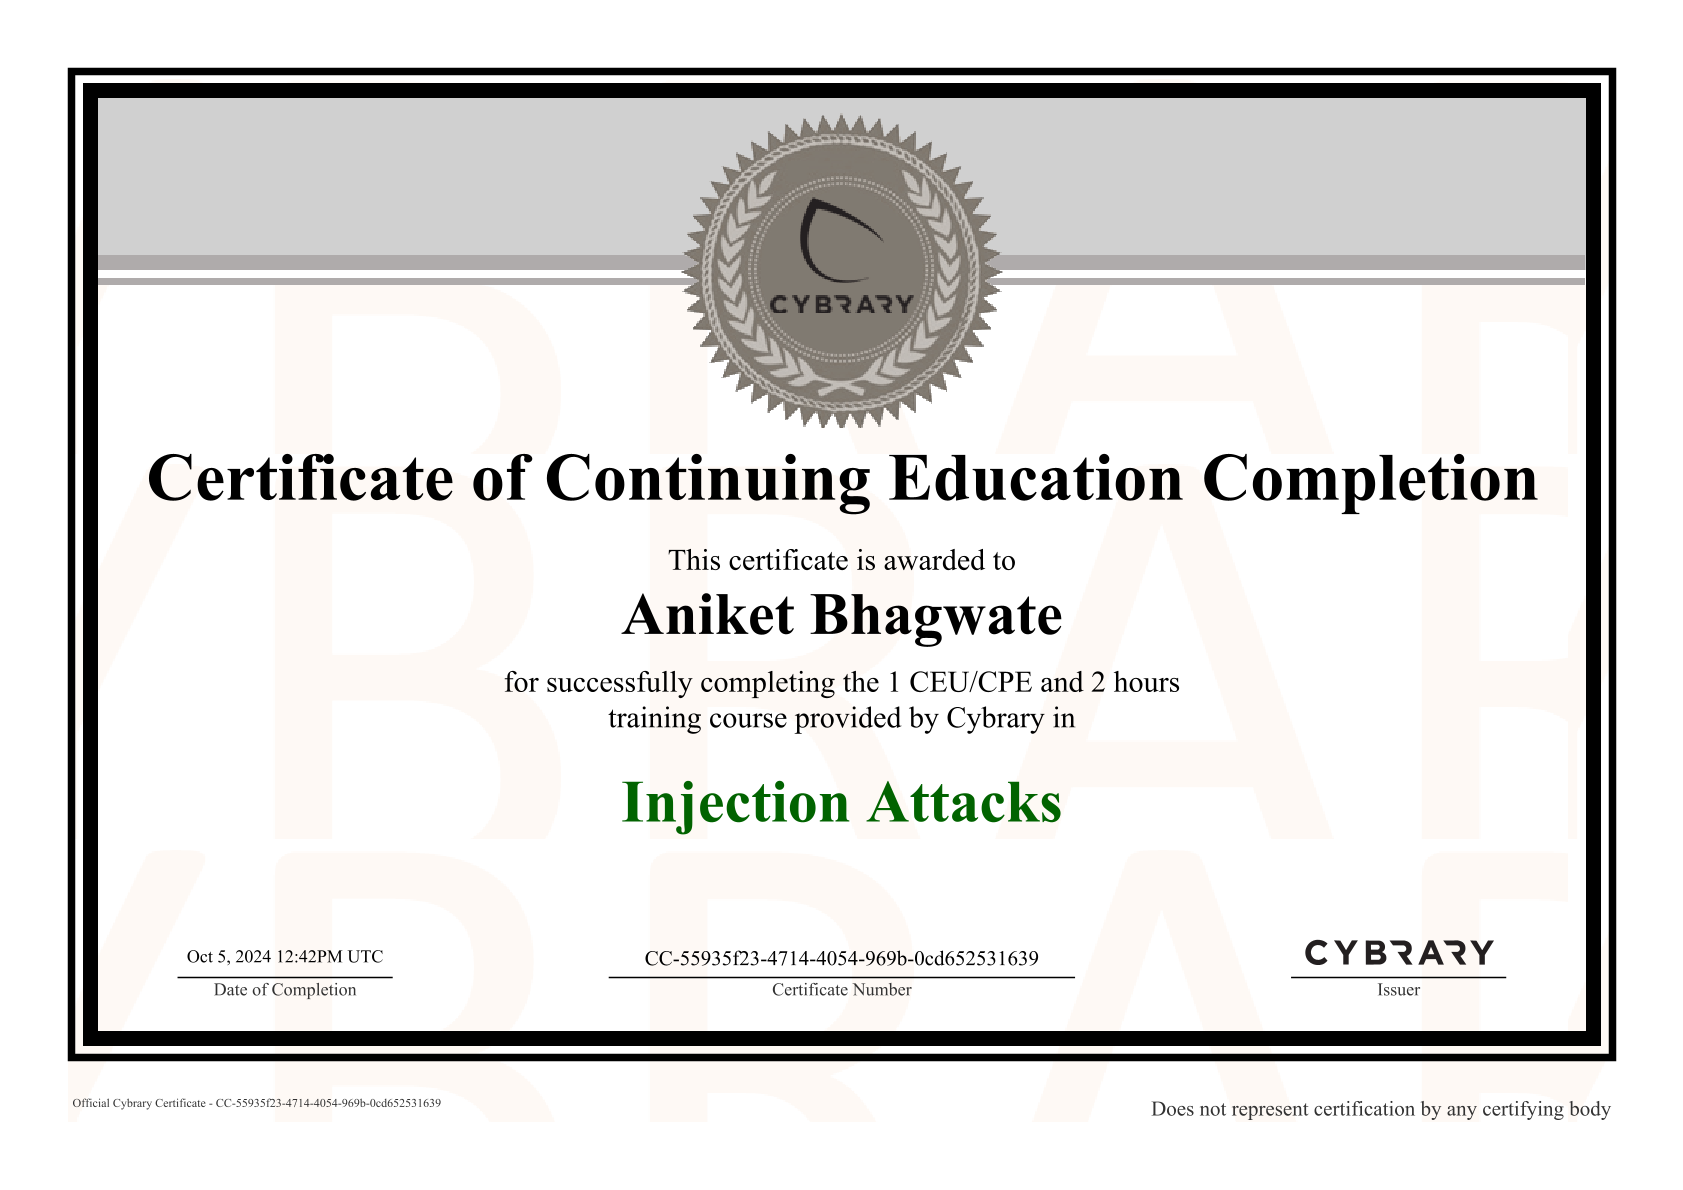 CYBRARY
Certificate of Continuing Education Completion
This certificate is awarded to
Aniket Bhagwate
for successfully completing the 1 CEU/CPE and 2 hours
training course provided by Cybrary in
Injection Attacks
Oct 5, 2024 12:42PM UTC
Date of Completion
CC-55935f23-4714-4054-969b-0cd652531639
Certificate Number
CYBRARY
Issuer
Official Cybrary Certificate - CC-55935f23-4714-4054-969b-0cd652531639
Does not represent certification by any certifying body